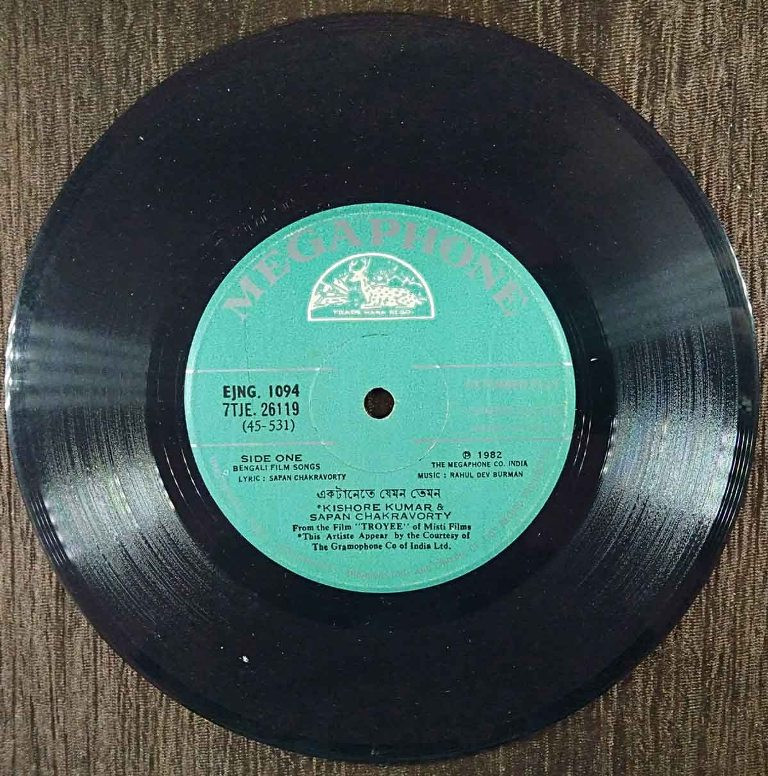 MEGAPHONE
TRADE MARK REGD.
EJNG. 1094
7TJE. 26119
(45-531)
SIDE ONE
BENGALI FILM SONGS
LYRIC : SAPAN CHAKRAVORTY
℗ 1982
THE MEGAPHONE CO. INDIA
MUSIC : RAHUL DEV BURMAN
একটানেতে যেমন তেমন
*KISHORE KUMAR &
SAPAN CHAKRAVORTY
From the Film "TROYEE" of Misti Films
*This Artiste Appear by the Courtesy of
The Gramophone Co of India Ltd.